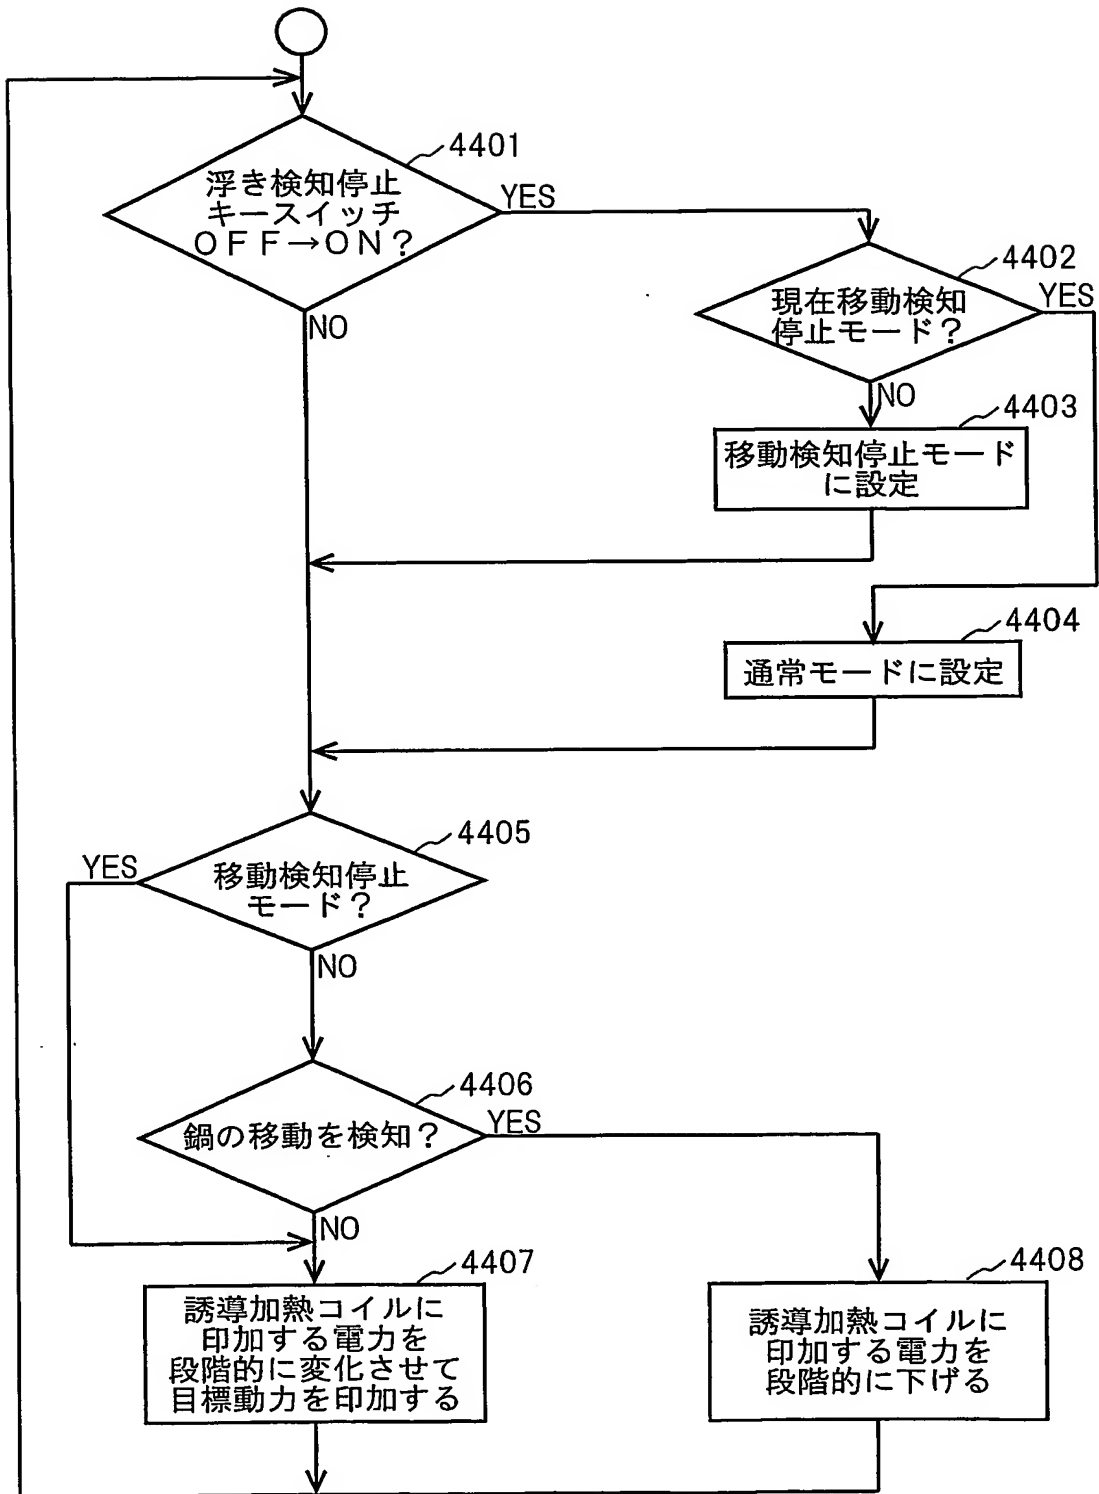 4401
浮き検知停止
キースイッチ
OFF→ON?
YES
NO
4402
現在移動検知
停止モード?
YES
NO
4403
移動検知停止モード
に設定
4404
通常モードに設定
4405
YES
移動検知停止
モード?
NO
4406
鍋の移動を検知?
YES
NO
4407
誘導加熱コイルに
印加する電力を
段階的に変化させて
目標動力を印加する
4408
誘導加熱コイルに
印加する電力を
段階的に下げる